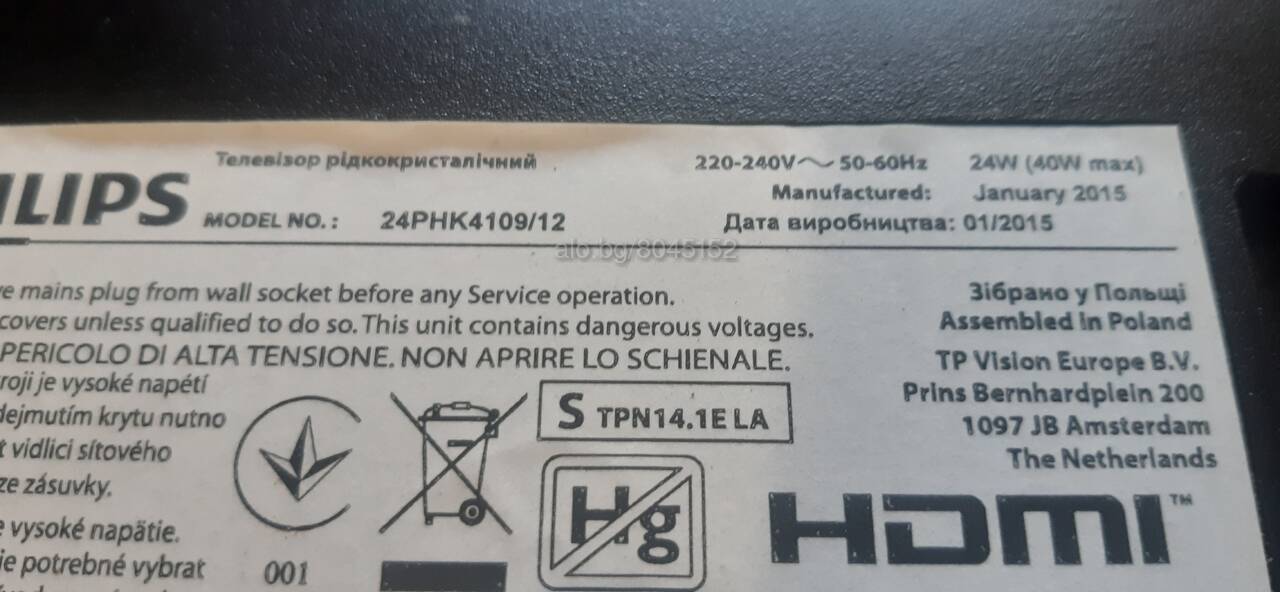 Телевізор рідкокристалічний
220-240V~ 50-60Hz 24W (40W max)
Manufactured: January 2015
ILIPS MODEL NO.: 24PHK4109/12
Дата виробництва: 01/2015
alo.bg/8045152
e mains plug from wall socket before any Service operation.
covers unless qualified to do so. This unit contains dangerous voltages.
PERICOLO DI ALTA TENSIONE. NON APRIRE LO SCHIENALE.
roji je vysoké napětí
dejmutím krytu nutno
t vidlici síťového
ze zásuvky.
e vysoké napätie.
je potrebné vybrat
001
S TPN14.1E LA
Hg
Зібрано у Польщі
Assembled in Poland
TP Vision Europe B.V.
Prins Bernhardplein 200
1097 JB Amsterdam
The Netherlands
HDMI™